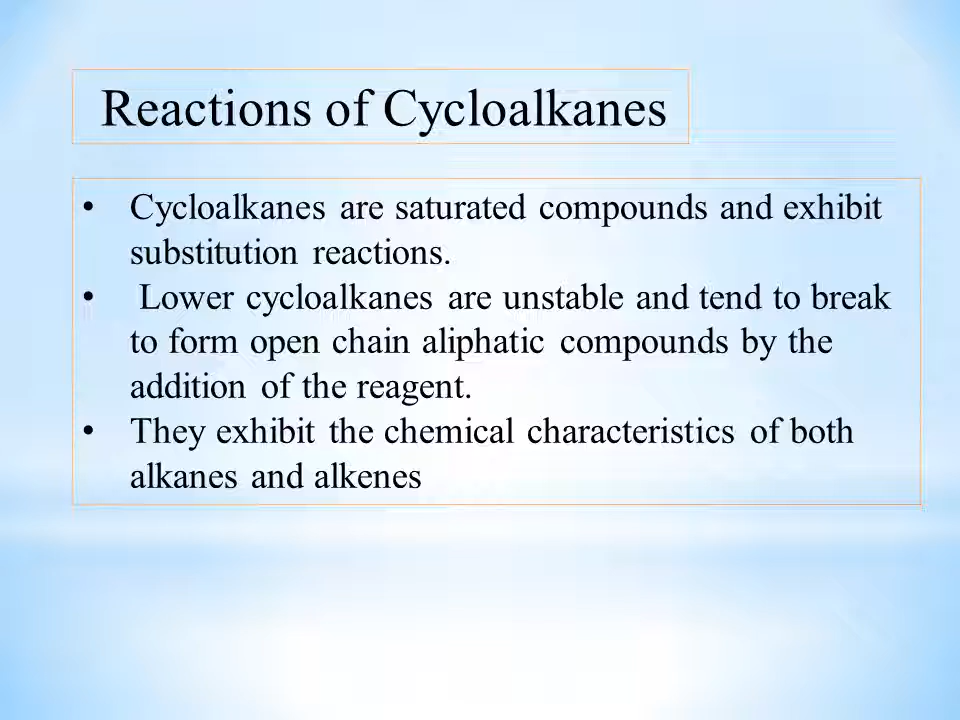 Reactions of Cycloalkanes
• Cycloalkanes are saturated compounds and exhibit
substitution reactions.
• Lower cycloalkanes are unstable and tend to break
to form open chain aliphatic compounds by the
addition of the reagent.
• They exhibit the chemical characteristics of both
alkanes and alkenes